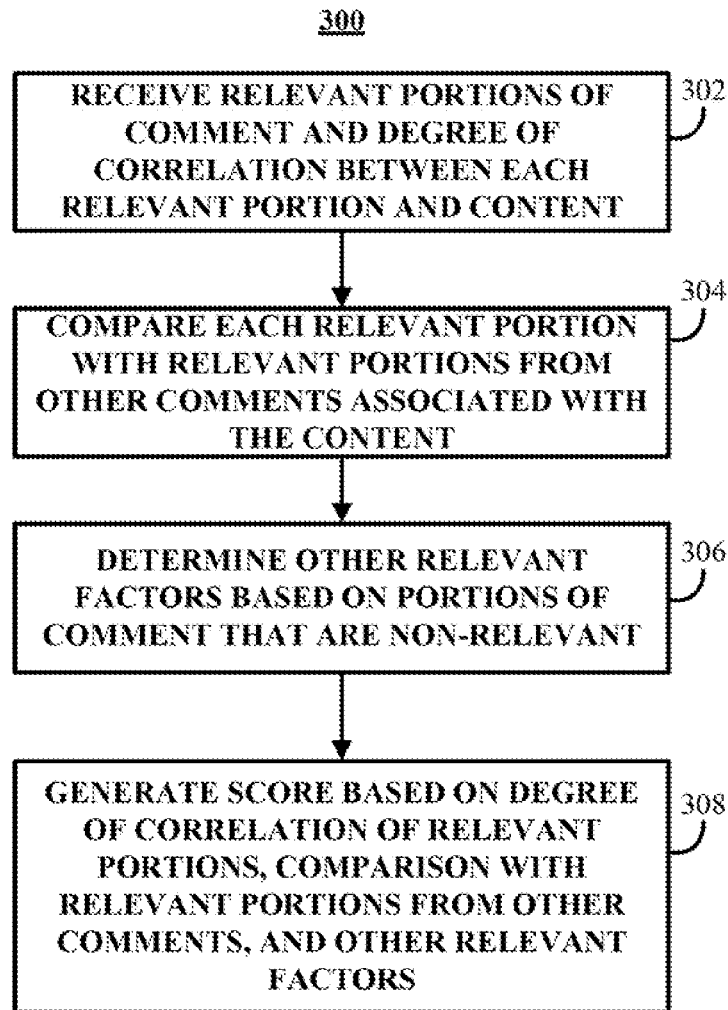 300
RECEIVE RELEVANT PORTIONS OF
COMMENT AND DEGREE OF
CORRELATION BETWEEN EACH
RELEVANT PORTION AND CONTENT
302
COMPARE EACH RELEVANT PORTION
WITH RELEVANT PORTIONS FROM
OTHER COMMENTS ASSOCIATED WITH
THE CONTENT
304
DETERMINE OTHER RELEVANT
FACTORS BASED ON PORTIONS OF
COMMENT THAT ARE NON-RELEVANT
306
GENERATE SCORE BASED ON DEGREE
OF CORRELATION OF RELEVANT
PORTIONS, COMPARISON WITH
RELEVANT PORTIONS FROM OTHER
COMMENTS, AND OTHER RELEVANT
FACTORS
308